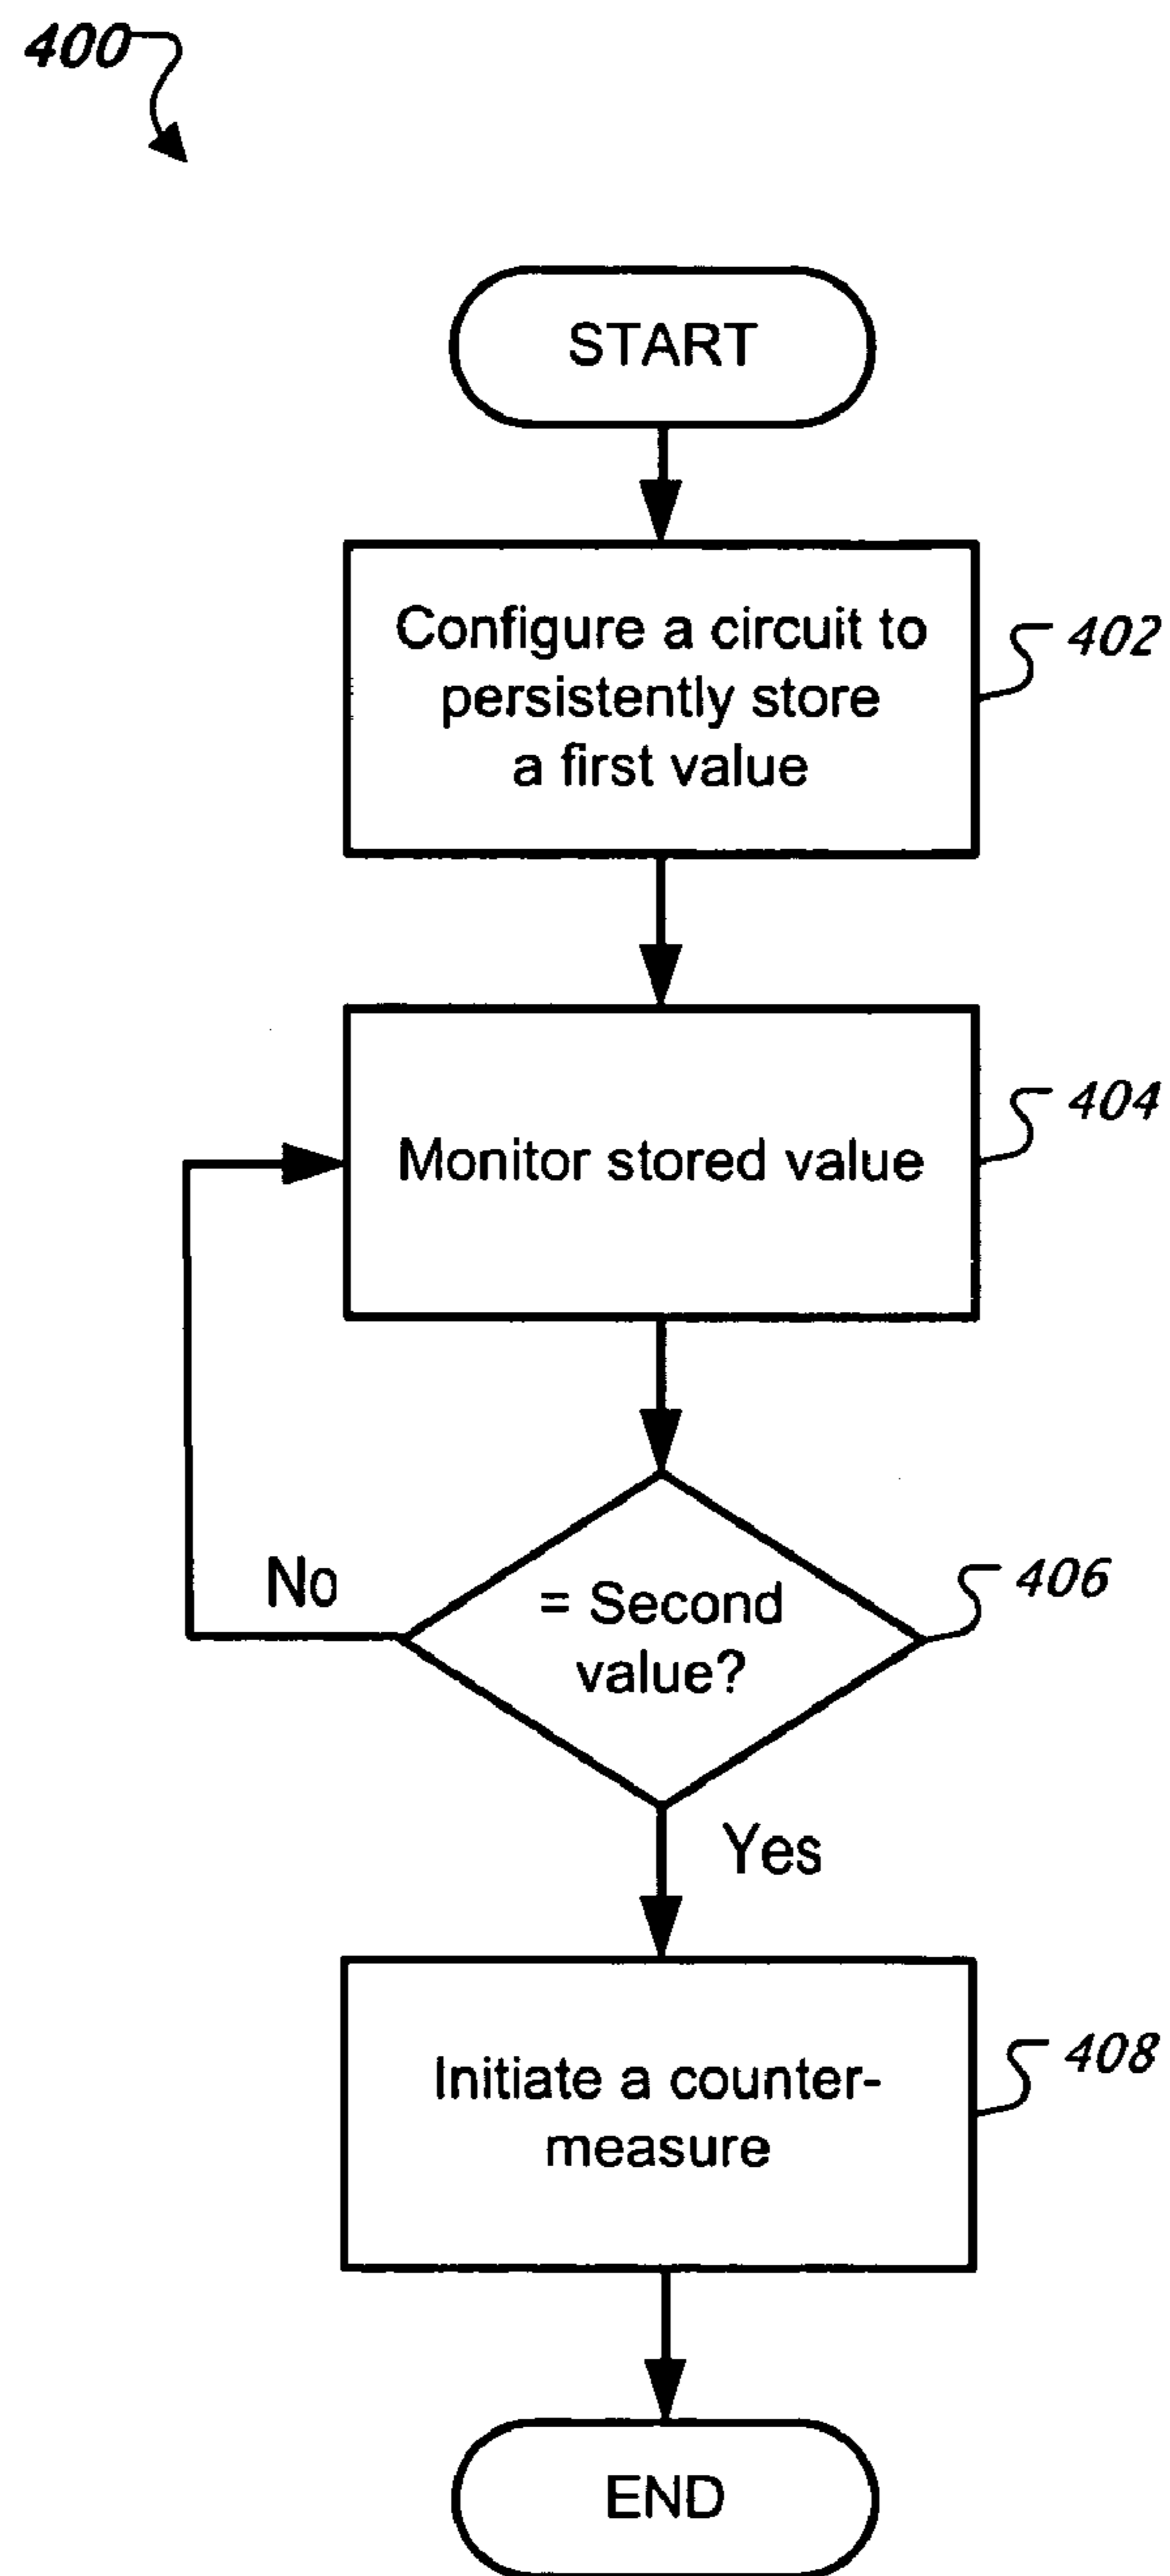 400
START
Configure a circuit to
persistently store
a first value
402
Monitor stored value
404
= Second
value?
406
No
Yes
Initiate a counter-
measure
408
END